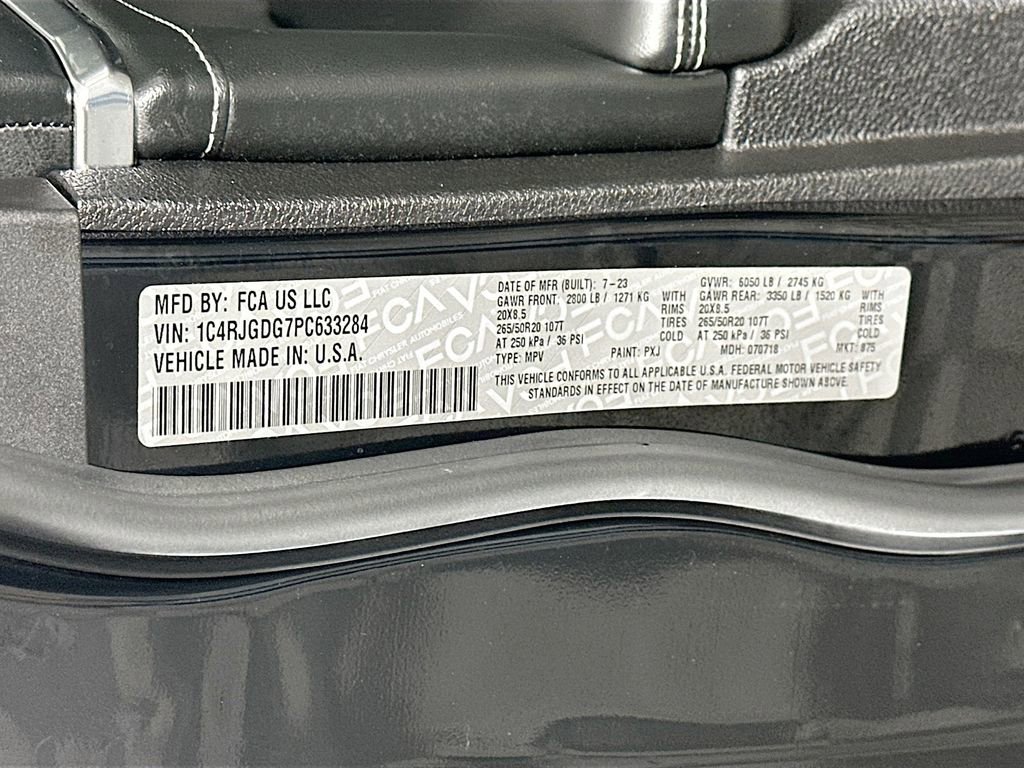 MFD BY: FCA US LLC
VIN: 1C4RJGDG7PC633284
VEHICLE MADE IN: U.S.A.
DATE OF MFR (BUILT): 7-23 GVWR: 6050 LB / 2745 KG
GAWR FRONT: 2800 LB / 1271 KG WITH GAWR REAR: 3350 LB / 1520 KG WITH
20X8.5 RIMS 20X8.5 RIMS
265/50R20 107T TIRES 265/50R20 107T TIRES
AT 250 kPa / 36 PSI COLD AT 250 kPa / 36 PSI COLD
TYPE: MPV PAINT: PXJ MDH: 070718 MKT: 875
THIS VEHICLE CONFORMS TO ALL APPLICABLE U.S.A. FEDERAL MOTOR VEHICLE SAFETY
STANDARDS IN EFFECT ON THE DATE OF MANUFACTURE SHOWN ABOVE.